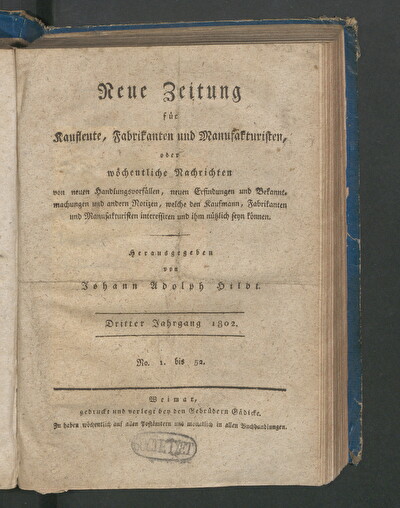 Neue Zeitung
für
Kaufleute, Fabrikanten und Manufakturisten,
oder
wöchentliche Nachrichten
von neuen Handlungsvorfällen, neuen Erfindungen und Bekannt-
machungen und andern Notizen, welche den Kaufmann, Fabrikanten
und Manufakturisten interessiren und ihm nützlich seyn können.
Herausgegeben
von
Johann Adolph Hildt.
Dritter Jahrgang 1802.
No. 1. bis 52.
Weimar,
gedruckt und verlegt bey den Gebrüdern Gädicke.
Zu haben wöchentlich auf allen Postämtern und monatlich in allen Buchhandlungen.